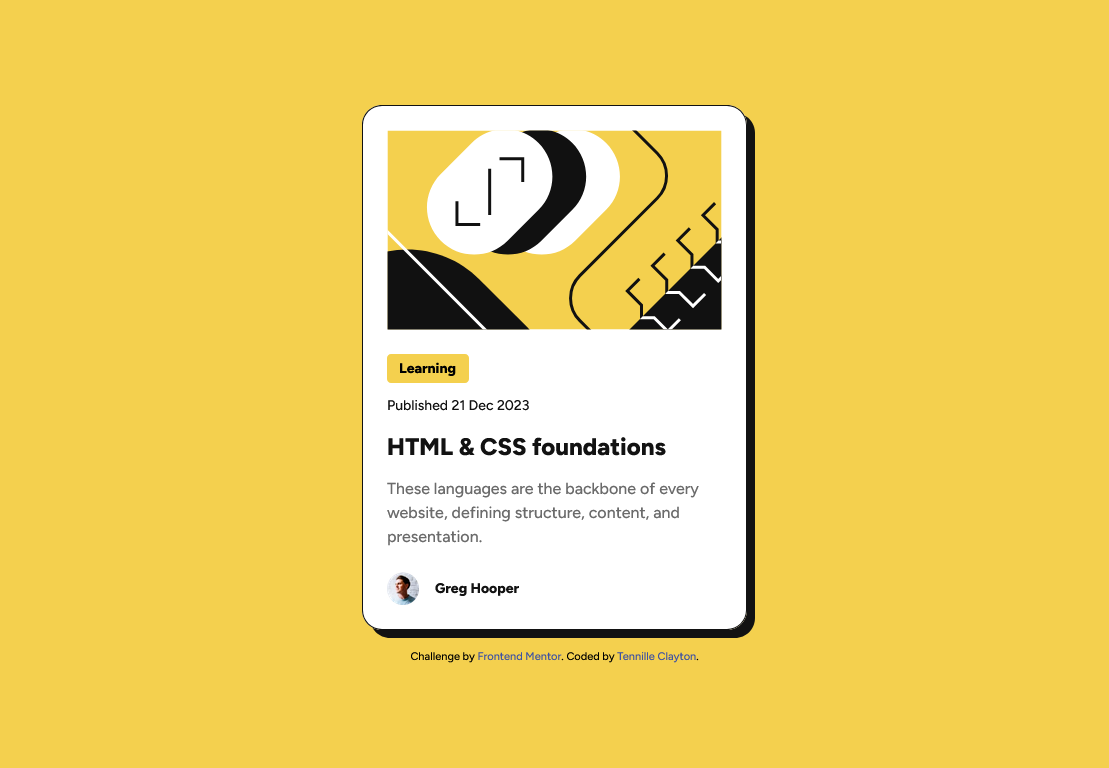 Learning
Published 21 Dec 2023
HTML & CSS foundations
These languages are the backbone of every
website, defining structure, content, and
presentation.
Greg Hooper
Challenge by Frontend Mentor. Coded by Tennille Clayton.